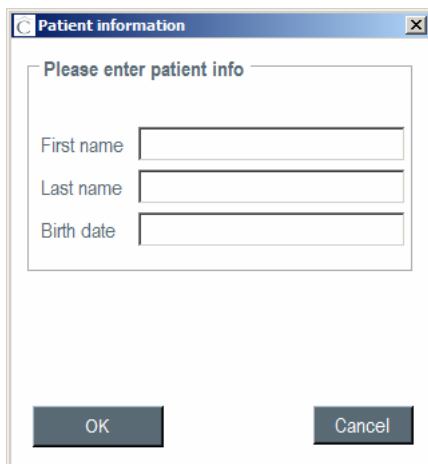 Patient information
Please enter patient info
First name
Last name
Birth date
OK Cancel